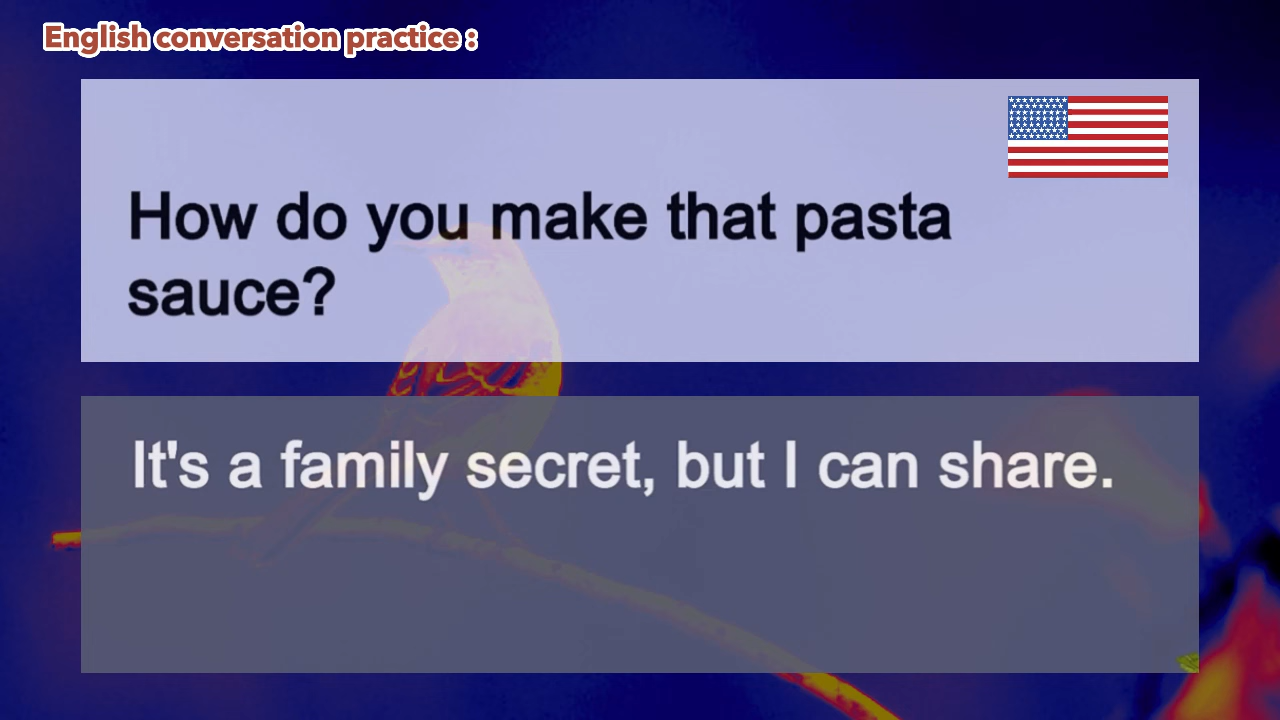 English conversation practice :
How do you make that pasta
sauce?
It's a family secret, but I can share.